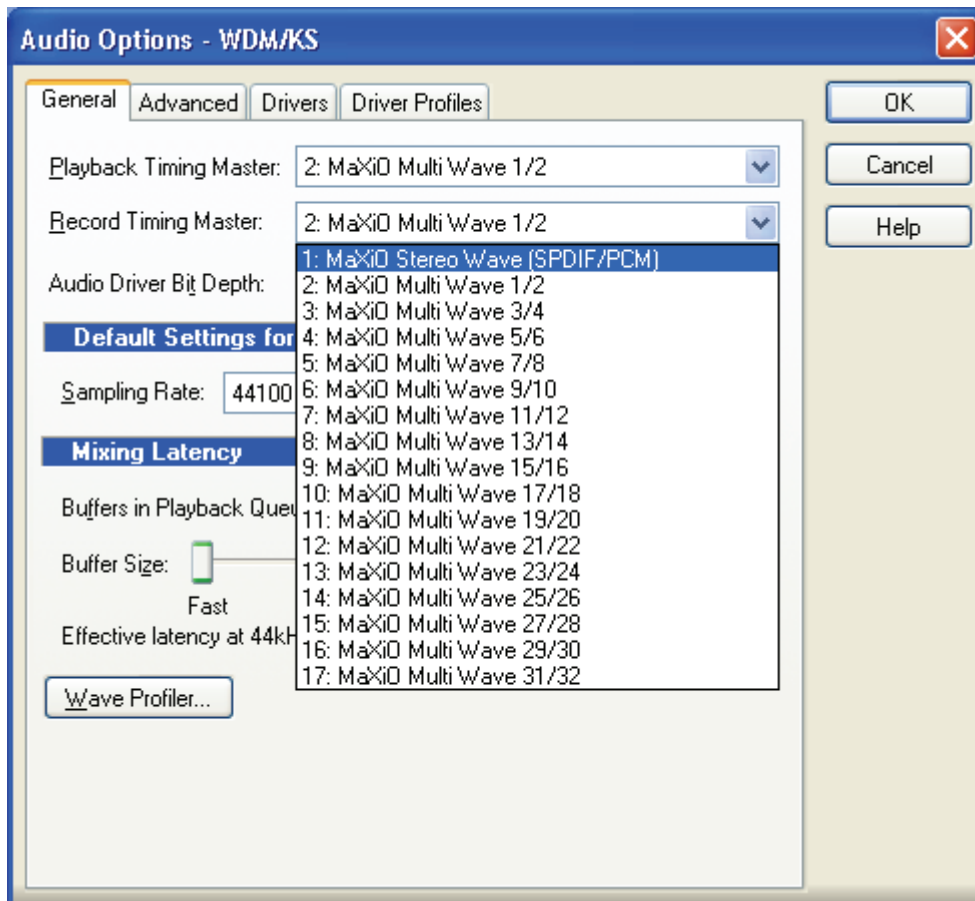 Audio Options - WDM/KS
General Advanced Drivers Driver Profiles
OK
Cancel
Help
Playback Timing Master: 2: MaXiO Multi Wave 1/2
Record Timing Master: 2: MaXiO Multi Wave 1/2
1: MaXiO Stereo Wave (SPDIF/PCM)
2: MaXiO Multi Wave 1/2
3: MaXiO Multi Wave 3/4
4: MaXiO Multi Wave 5/6
5: MaXiO Multi Wave 7/8
6: MaXiO Multi Wave 9/10
7: MaXiO Multi Wave 11/12
8: MaXiO Multi Wave 13/14
9: MaXiO Multi Wave 15/16
10: MaXiO Multi Wave 17/18
11: MaXiO Multi Wave 19/20
12: MaXiO Multi Wave 21/22
13: MaXiO Multi Wave 23/24
14: MaXiO Multi Wave 25/26
15: MaXiO Multi Wave 27/28
16: MaXiO Multi Wave 29/30
17: MaXiO Multi Wave 31/32
Audio Driver Bit Depth:
Default Settings for
Sampling Rate: 44100
Mixing Latency
Buffers in Playback Queu
Buffer Size:
Fast
Effective latency at 44kH
Wave Profiler...